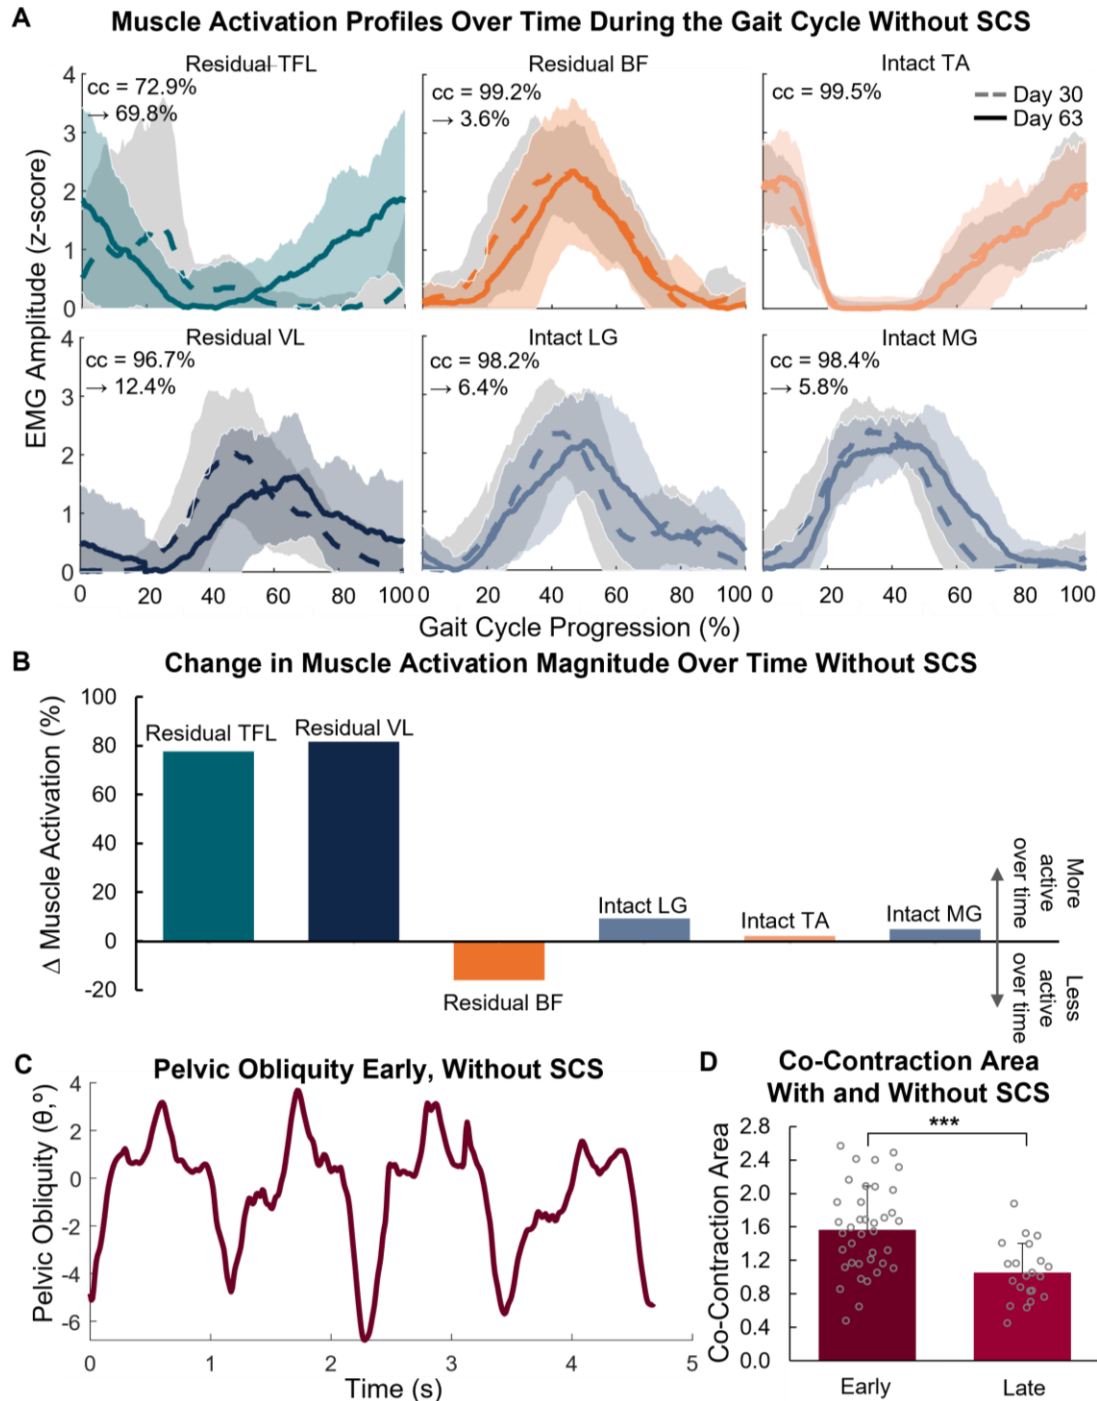 A
Muscle Activation Profiles Over Time During the Gait Cycle Without SCS
Residual TFL
Residual BF
Intact TA
cc = 72.9%
→ 69.8%
cc = 99.2%
→ 3.6%
cc = 99.5%
Day 30
Day 63
4
3
2
1
0
EMG Amplitude (z-score)
Residual VL
Intact LG
Intact MG
cc = 96.7%
→ 12.4%
cc = 98.2%
→ 6.4%
cc = 98.4%
→ 5.8%
4
3
2
1
0
0 20 40 60 80 100
0 20 40 60 80 100
0 20 40 60 80 100
Gait Cycle Progression (%)
B
Change in Muscle Activation Magnitude Over Time Without SCS
Δ Muscle Activation (%)
100
80
60
40
20
0
-20
Residual TFL
Residual VL
Residual BF
Intact LG
Intact TA
Intact MG
More
active
over time
Less
active
over time
C
Pelvic Obliquity Early, Without SCS
Pelvic Obliquity (θ,º)
4
2
0
-2
-4
-6
0 1 2 3 4 5
Time (s)
D
Co-Contraction Area
With and Without SCS
***
Co-Contraction Area
2.8
2.4
2.0
1.6
1.2
0.8
0.4
0.0
Early
Late